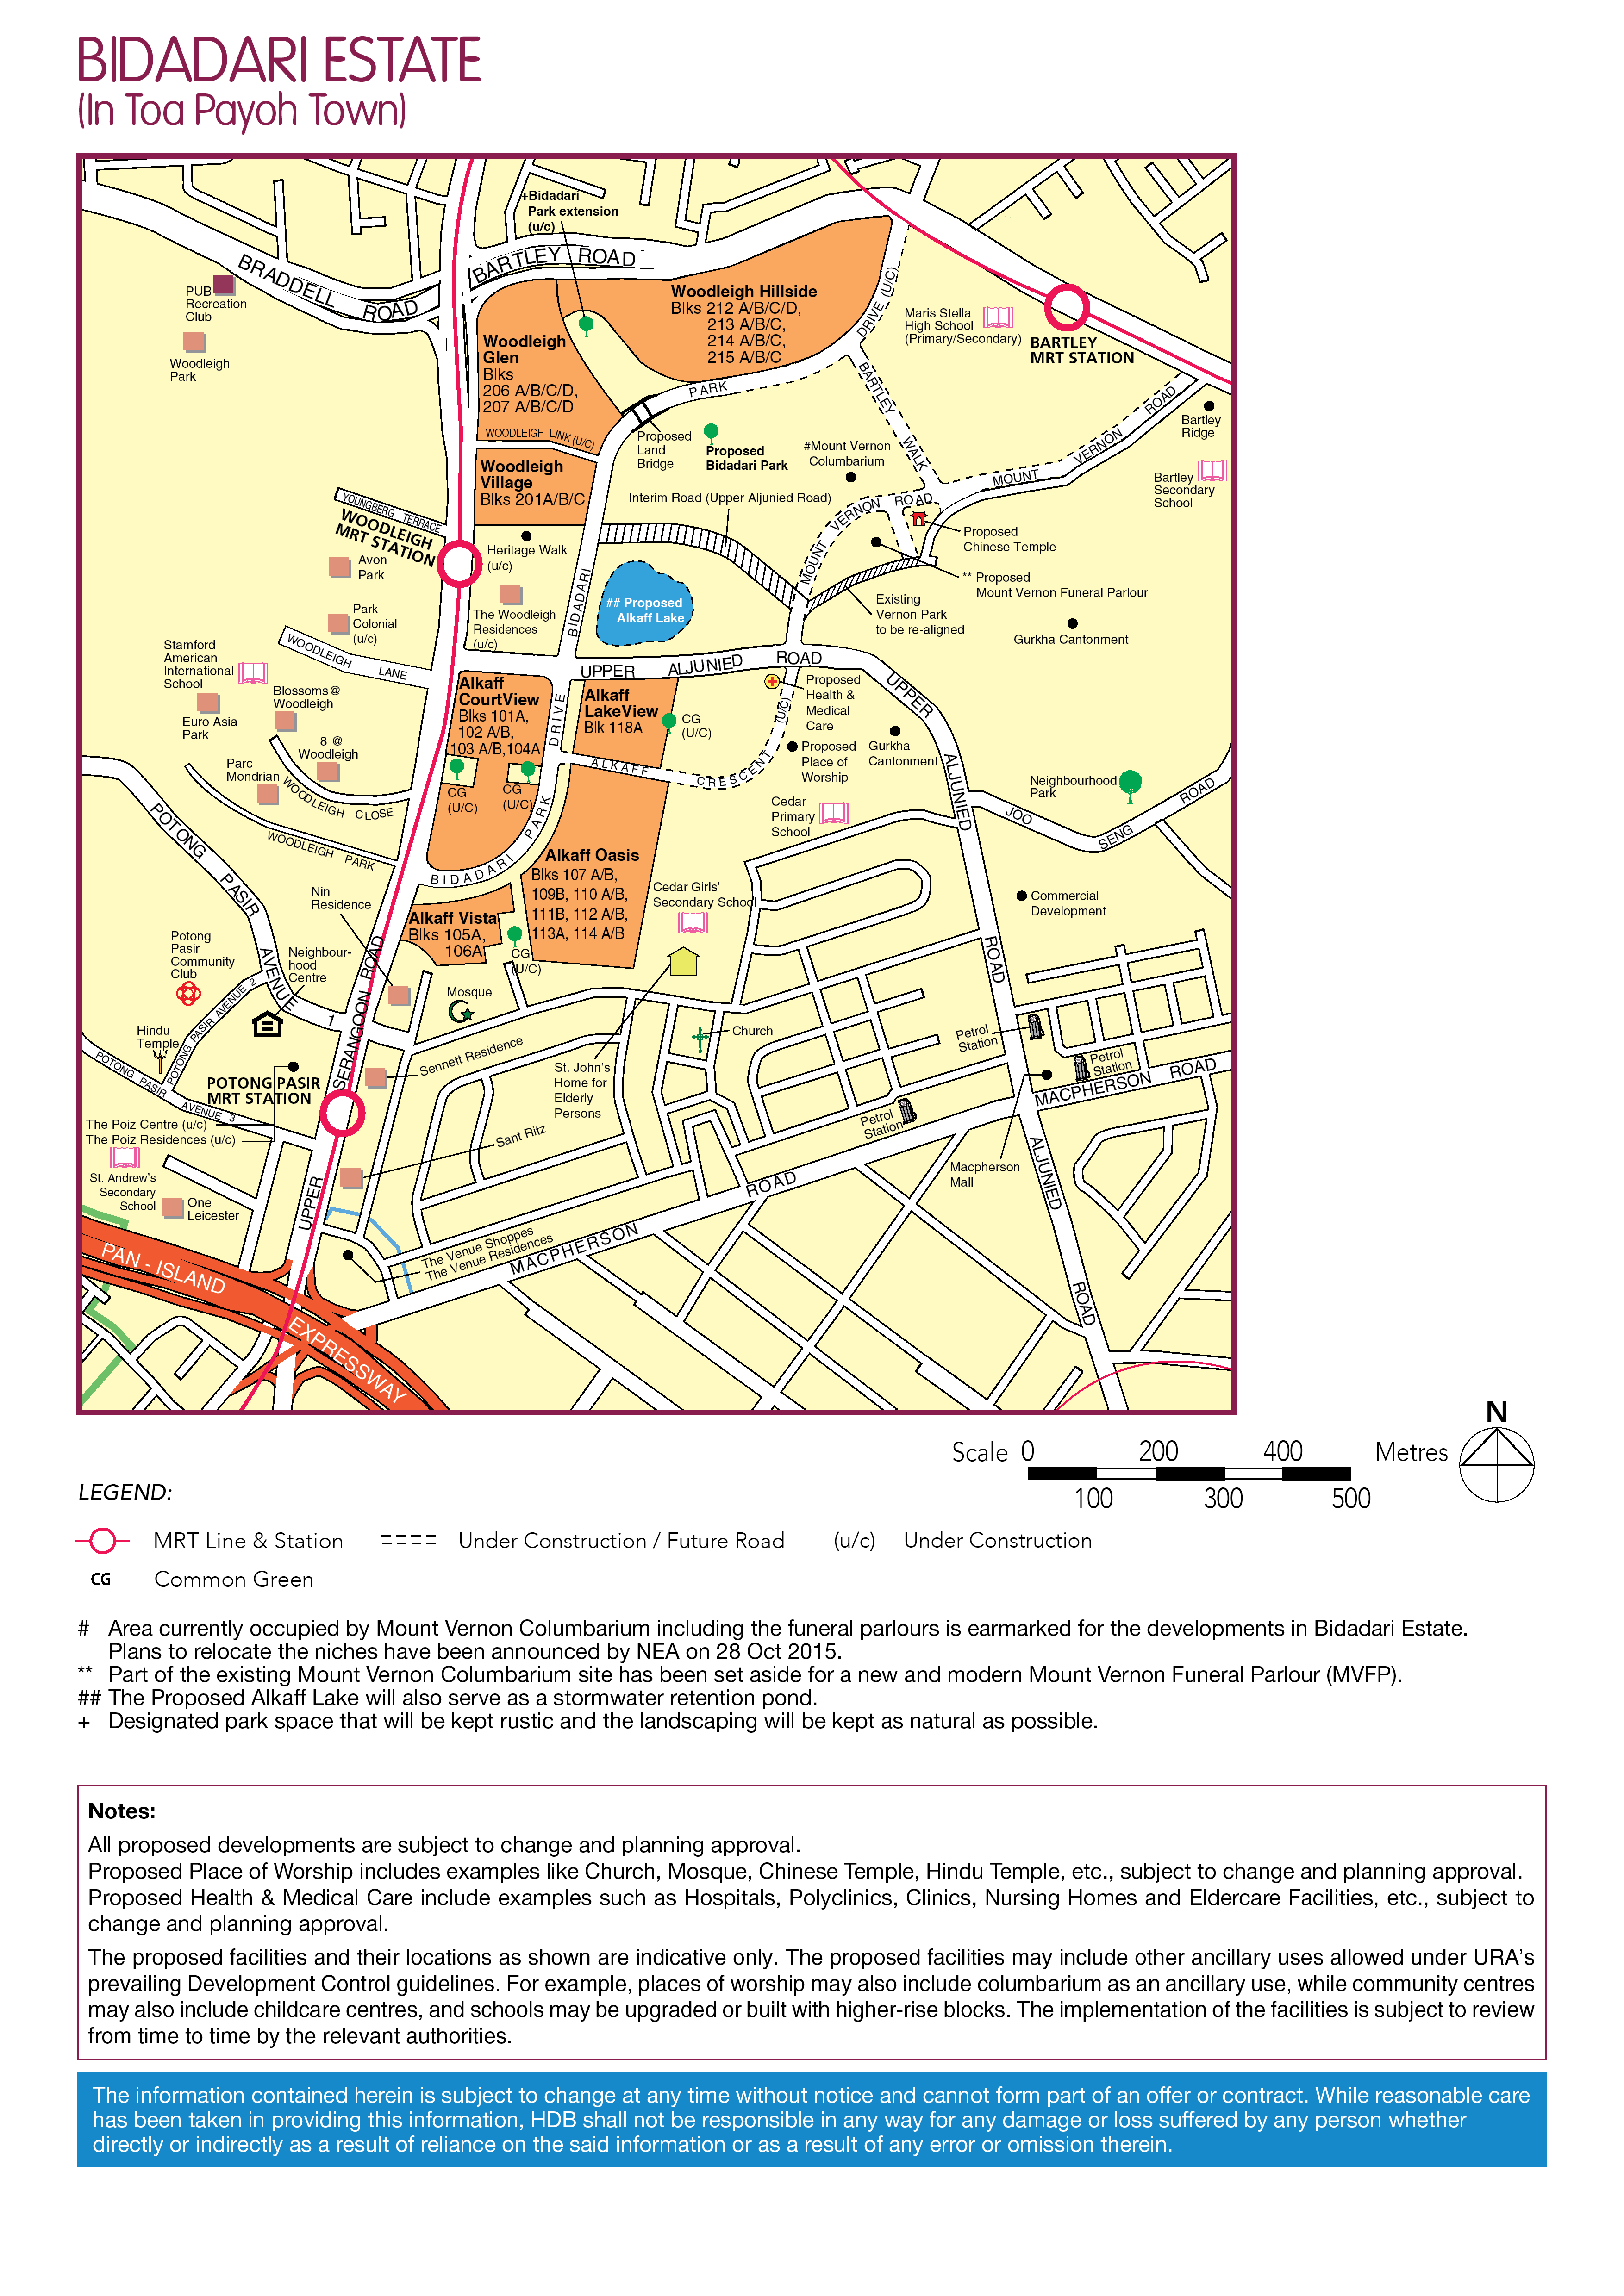 BIDADARI ESTATE
(In Toa Payoh Town)
+Bidadari
Park extension
(u/c)
BRADDELL ROAD
BARTLEY ROAD
PUB
Recreation
Club
Woodleigh
Park
Woodleigh Hillside
Blks 212 A/B/C/D,
213 A/B/C,
214 A/B/C,
215 A/B/C
DRIVE (U/C)
Maris Stella
High School
(Primary/Secondary)
BARTLEY
MRT STATION
Woodleigh
Glen
Blks
206 A/B/C/D,
207 A/B/C/D
WOODLEIGH LINK (U/C)
PARK
BARTLEY WALK
Proposed
Land
Bridge
Proposed
Bidadari Park
#Mount Vernon
Columbarium
MOUNT VERNON ROAD
Bartley
Ridge
Bartley
Secondary
School
Woodleigh
Village
Blks 201A/B/C
Interim Road (Upper Aljunied Road)
MOUNT VERNON ROAD
YOUNGBERG TERRACE
WOODLEIGH
MRT STATION
Heritage Walk
(u/c)
Proposed
Chinese Temple
** Proposed
Mount Vernon Funeral Parlour
Avon
Park
The Woodleigh
Residences
(u/c)
BIDADARI
## Proposed
Alkaff Lake
Existing
Vernon Park
to be re-aligned
Gurkha Cantonment
Park
Colonial
(u/c)
WOODLEIGH LANE
Stamford
American
International
School
Euro Asia
Park
Blossoms@
Woodleigh
8 @
Woodleigh
Parc
Mondrian
WOODLEIGH CLOSE
WOODLEIGH PARK
UPPER ALJUNIED ROAD
Alkaff
CourtView
Blks 101A,
102 A/B,
103 A/B,104A
CG
(U/C)
CG
(U/C)
DRIVE
Alkaff
LakeView
Blk 118A
CG
(U/C)
ALKAFF CRESCENT (U/C)
Proposed
Health &
Medical
Care
Proposed
Place of
Worship
Gurkha
Cantonment
UPPER ALJUNIED ROAD
Cedar
Primary
School
Neighbourhood
Park
JOO SENG ROAD
BIDADARI PARK
Alkaff Oasis
Blks 107 A/B,
109B, 110 A/B,
111B, 112 A/B,
113A, 114 A/B
Cedar Girls'
Secondary School
Commercial
Development
POTONG PASIR AVENUE 1
Nin
Residence
Alkaff Vista
Blks 105A,
106A
CG
(U/C)
Potong
Pasir
Community
Club
Neighbour-
hood
Centre
POTONG PASIR AVENUE 2
Hindu
Temple
Mosque
Church
UPPER SERANGOON ROAD
Sennett Residence
St. John's
Home for
Elderly
Persons
Petrol
Station
Petrol
Station
Petrol
Station
MACPHERSON ROAD
POTONG PASIR AVENUE 3
POTONG PASIR
MRT STATION
The Poiz Centre (u/c)
The Poiz Residences (u/c)
St. Andrew's
Secondary
School
One
Leicester
Sant Ritz
Macpherson
Mall
ALJUNIED ROAD
The Venue Shoppes
The Venue Residences
MACPHERSON ROAD
PAN - ISLAND EXPRESSWAY
N
Scale 0 200 400 Metres
100 300 500
LEGEND:
MRT Line & Station
Under Construction / Future Road
(u/c) Under Construction
CG Common Green
# Area currently occupied by Mount Vernon Columbarium including the funeral parlours is earmarked for the developments in Bidadari Estate.
Plans to relocate the niches have been announced by NEA on 28 Oct 2015.
** Part of the existing Mount Vernon Columbarium site has been set aside for a new and modern Mount Vernon Funeral Parlour (MVFP).
## The Proposed Alkaff Lake will also serve as a stormwater retention pond.
+ Designated park space that will be kept rustic and the landscaping will be kept as natural as possible.
Notes:
All proposed developments are subject to change and planning approval.
Proposed Place of Worship includes examples like Church, Mosque, Chinese Temple, Hindu Temple, etc., subject to change and planning approval.
Proposed Health & Medical Care include examples such as Hospitals, Polyclinics, Clinics, Nursing Homes and Eldercare Facilities, etc., subject to
change and planning approval.
The proposed facilities and their locations as shown are indicative only. The proposed facilities may include other ancillary uses allowed under URA's
prevailing Development Control guidelines. For example, places of worship may also include columbarium as an ancillary use, while community centres
may also include childcare centres, and schools may be upgraded or built with higher-rise blocks. The implementation of the facilities is subject to review
from time to time by the relevant authorities.
The information contained herein is subject to change at any time without notice and cannot form part of an offer or contract. While reasonable care
has been taken in providing this information, HDB shall not be responsible in any way for any damage or loss suffered by any person whether
directly or indirectly as a result of reliance on the said information or as a result of any error or omission therein.